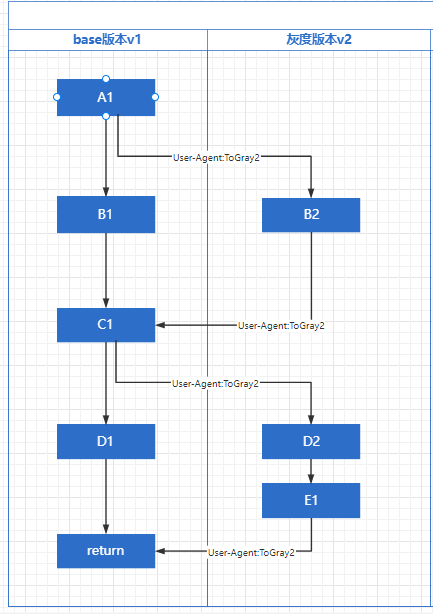 base版本v1
灰度版本v2
A1
User-Agent:ToGray2
B1
B2
C1
User-Agent:ToGray2
User-Agent:ToGray2
D1
D2
E1
return
User-Agent:ToGray2